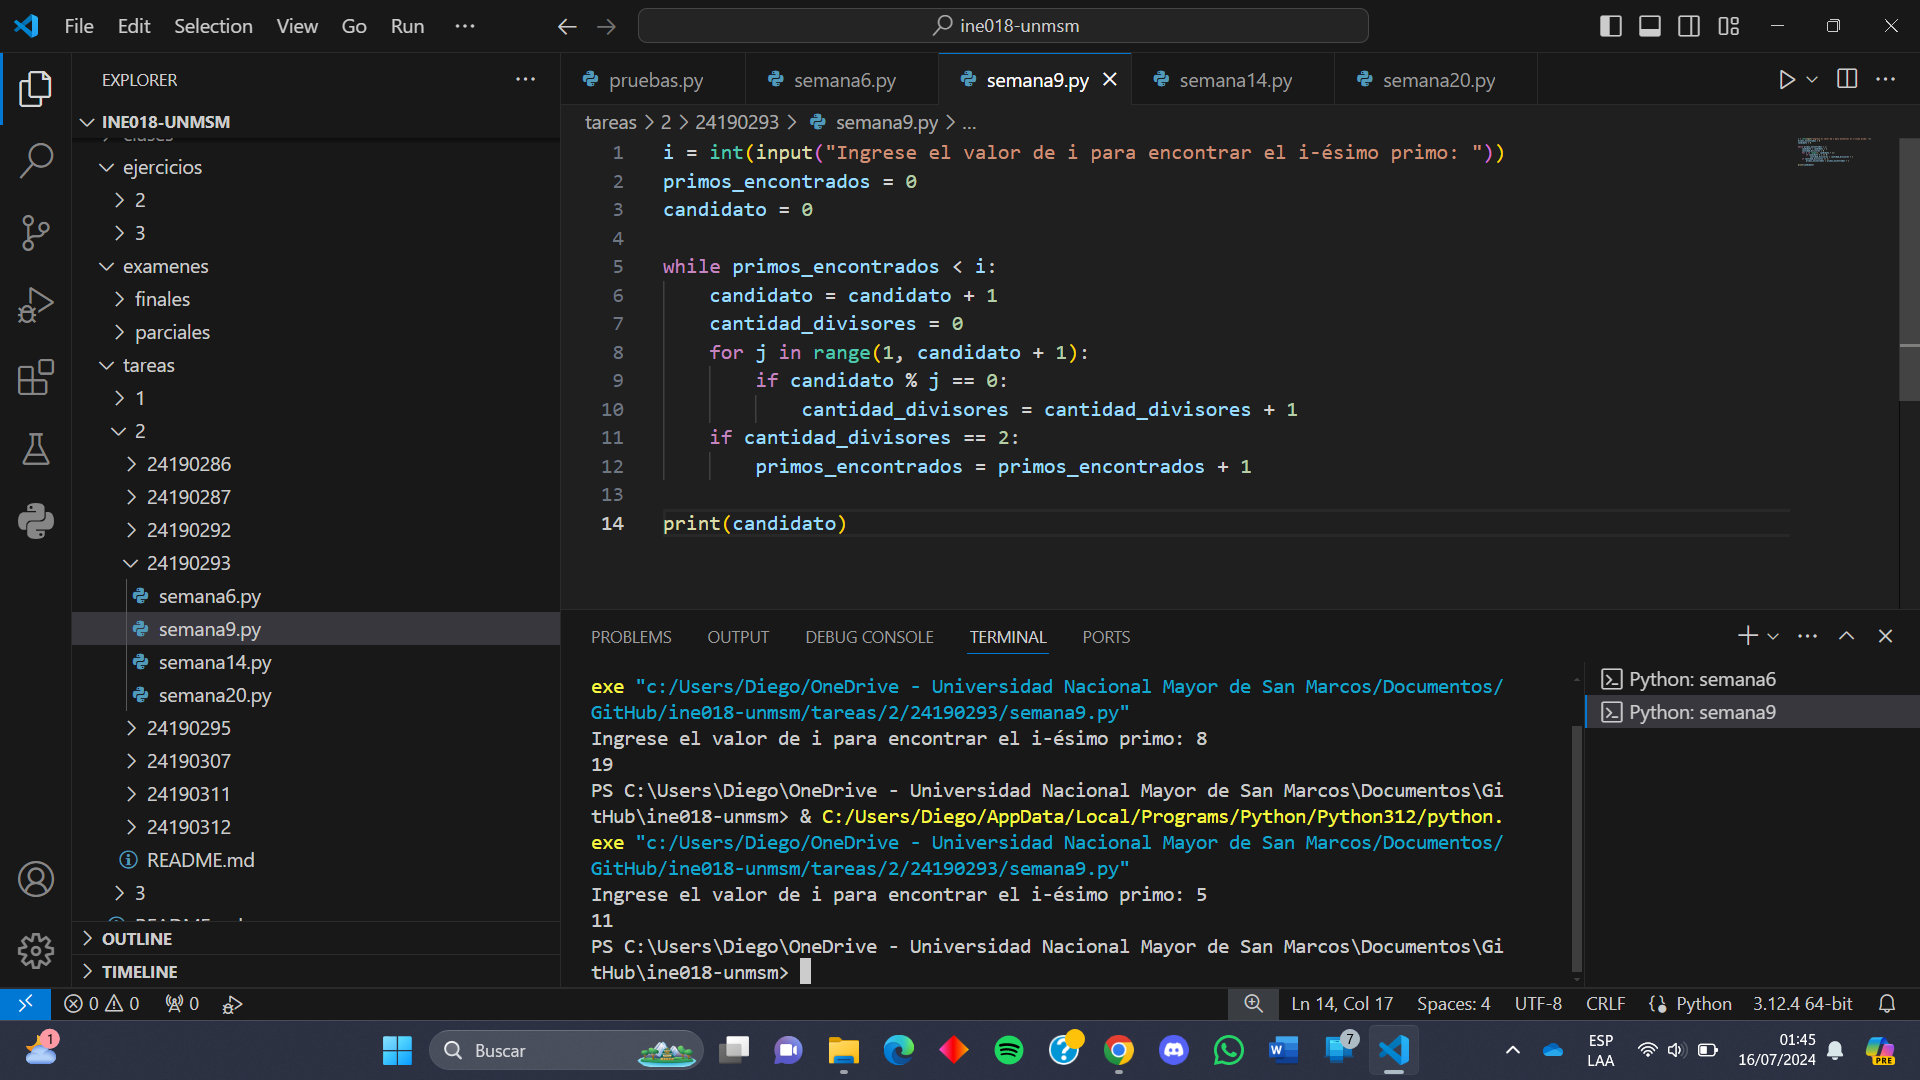 File Edit Selection View Go Run ···
ine018-unmsm
EXPLORER
INE018-UNMSM
ejercicios
2
3
examenes
finales
parciales
tareas
1
2
24190286
24190287
24190292
24190293
semana6.py
semana9.py
semana14.py
semana20.py
24190295
24190307
24190311
24190312
README.md
3
OUTLINE
TIMELINE
pruebas.py semana6.py semana9.py semana14.py semana20.py
tareas > 2 > 24190293 > semana9.py > ...
1 i = int(input("Ingrese el valor de i para encontrar el i-ésimo primo: "))
2 primos_encontrados = 0
3 candidato = 0
4
5 while primos_encontrados < i:
6 candidato = candidato + 1
7 cantidad_divisores = 0
8 for j in range(1, candidato + 1):
9 if candidato % j == 0:
10 cantidad_divisores = cantidad_divisores + 1
11 if cantidad_divisores == 2:
12 primos_encontrados = primos_encontrados + 1
13
14 print(candidato)
PROBLEMS OUTPUT DEBUG CONSOLE TERMINAL PORTS
exe "c:/Users/Diego/OneDrive - Universidad Nacional Mayor de San Marcos/Documentos/
GitHub/ine018-unmsm/tareas/2/24190293/semana9.py"
Ingrese el valor de i para encontrar el i-ésimo primo: 8
19
PS C:\Users\Diego\OneDrive - Universidad Nacional Mayor de San Marcos\Documentos\Gi
tHub\ine018-unmsm> & C:/Users/Diego/AppData/Local/Programs/Python/Python312/python.
exe "c:/Users/Diego/OneDrive - Universidad Nacional Mayor de San Marcos/Documentos/
GitHub/ine018-unmsm/tareas/2/24190293/semana9.py"
Ingrese el valor de i para encontrar el i-ésimo primo: 5
11
PS C:\Users\Diego\OneDrive - Universidad Nacional Mayor de San Marcos\Documentos\Gi
tHub\ine018-unmsm>
Python: semana6
Python: semana9
0 0 0 Ln 14, Col 17 Spaces: 4 UTF-8 CRLF {} Python 3.12.4 64-bit
1 Buscar 7 ESP
LAA
01:45
16/07/2024
PRE